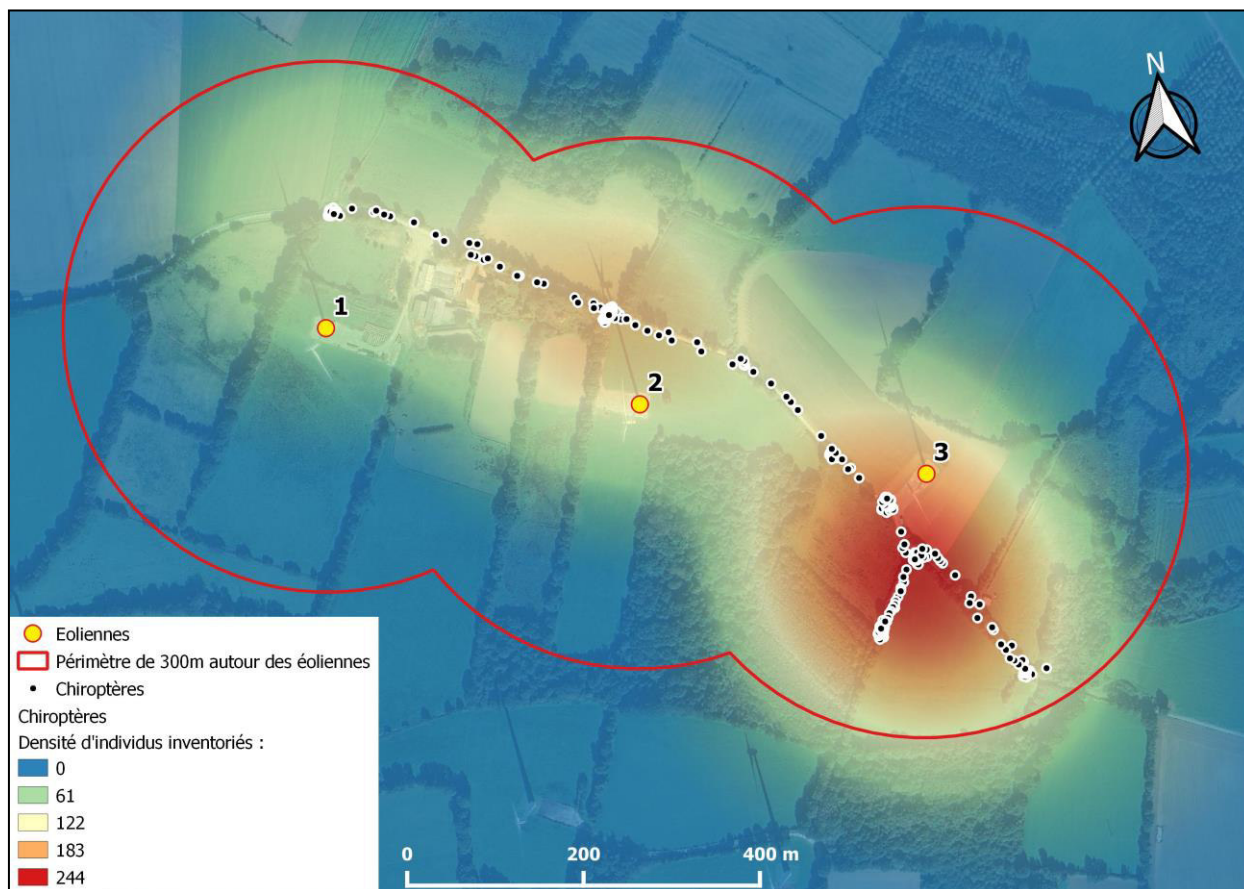 N
1
2
3
Eoliennes
Périmètre de 300m autour des éoliennes
Chiroptères
Chiroptères
Densité d'individus inventoriés :
0
61
122
183
244
0 200 400 m